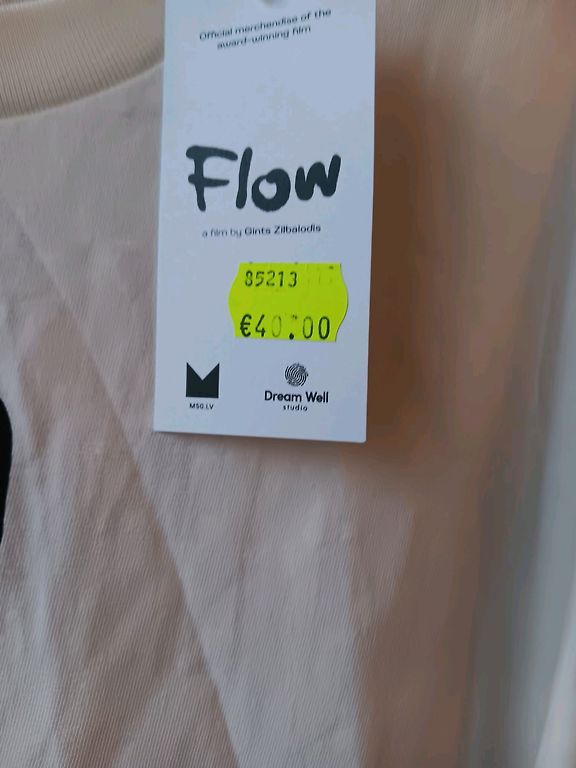 Official merchandise of the
award-winning film
Flow
a film by Gints Zilbalodis
85213
€40.00
MSG.LV
Dream Well
studio